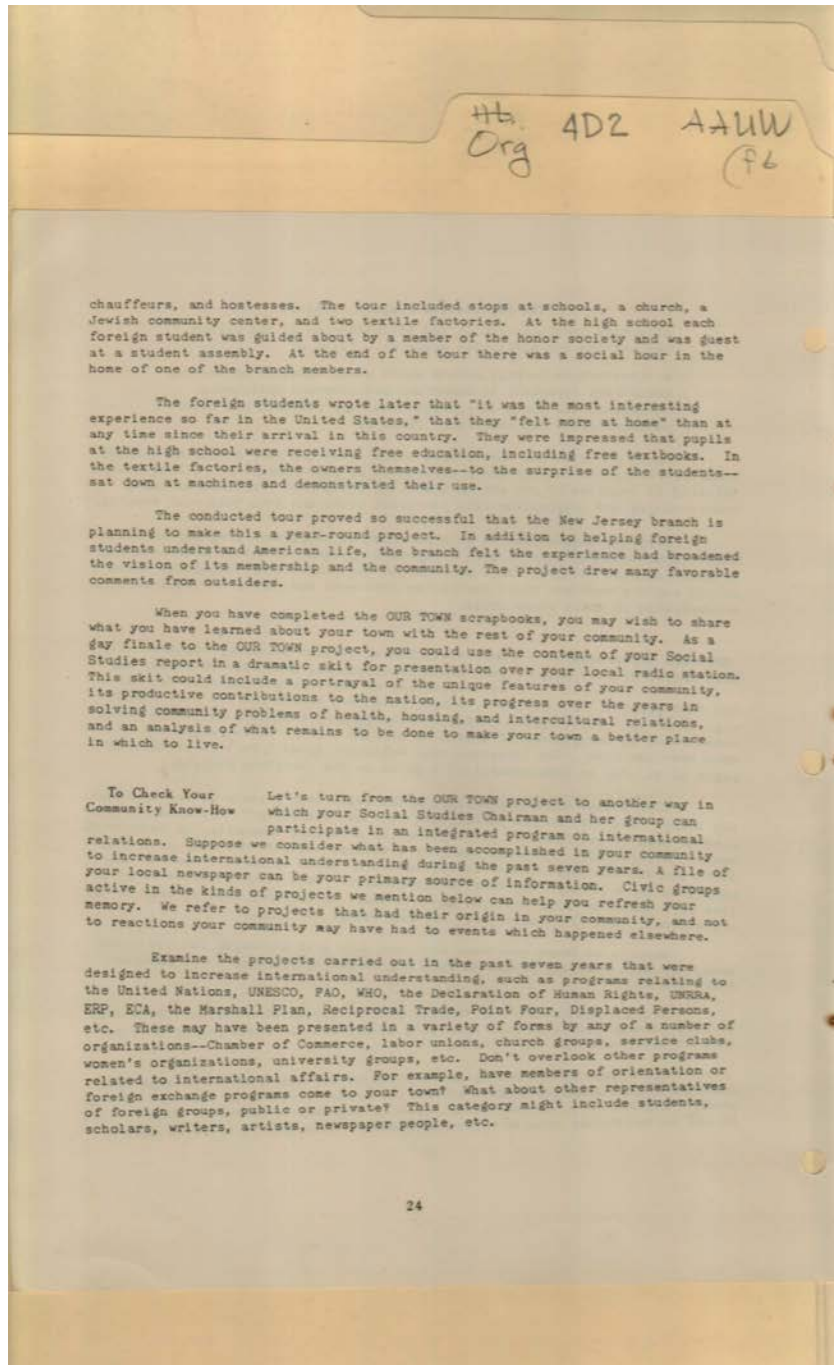 Org 4D2 AAUW
chauffeurs, and hostesses. The tour included stops at schools, a church, a
Jewish community center, and two textile factories. At the high school each
foreign student was guided about by a member of the honor society and was guest
at a student assembly. At the end of the tour there was a social hour in the
home of one of the branch members.
The foreign students wrote later that "it was the most interesting
experience so far in the United States," that they "felt more at home" than at
any time since their arrival in this country. They were impressed that pupils
at the high school were receiving free education, including free textbooks. In
the textile factories, the owners themselves--to the surprise of the students--
sat down at machines and demonstrated their use.
The conducted tour proved so successful that the New Jersey branch is
planning to make this a year-round project. In addition to helping foreign
students understand American life, the branch felt the experience had broadened
the vision of its membership and the community. The project drew many favorable
comments from outsiders.
When you have completed the OUR TOWN scrapbooks, you may wish to share
what you have learned about your town with the rest of your community. As a
gay finale to the OUR TOWN project, you could use the content of your Social
Studies report in a dramatic skit for presentation over your local radio station.
This skit could include a portrayal of the unique features of your community,
its productive contributions to the nation, its progress over the years in
solving community problems of health, housing, and intercultural relations,
and an analysis of what remains to be done to make your town a better place
in which to live.
To Check Your
Community Know-How
Let's turn from the OUR TOWN project to another way in
which your Social Studies Chairman and her group can
participate in an integrated program on international
relations. Suppose we consider what has been accomplished in your community
to increase international understanding during the past seven years. A file of
your local newspaper can be your primary source of information. Civic groups
active in the kinds of projects we mention below can help you refresh your
memory. We refer to projects that had their origin in your community, and not
to reactions your community may have had to events which happened elsewhere.
Examine the projects carried out in the past seven years that were
designed to increase international understanding, such as programs relating to
the United Nations, UNESCO, FAO, WHO, the Declaration of Human Rights, UNRRA,
ERP, ECA, the Marshall Plan, Reciprocal Trade, Point Four, Displaced Persons,
etc. These may have been presented in a variety of forms by any of a number of
organizations--Chamber of Commerce, labor unions, church groups, service clubs,
women's organizations, university groups, etc. Don't overlook other programs
related to international affairs. For example, have members of orientation or
foreign exchange programs come to your town? What about other representatives
of foreign groups, public or private? This category might include students,
scholars, writers, artists, newspaper people, etc.
24